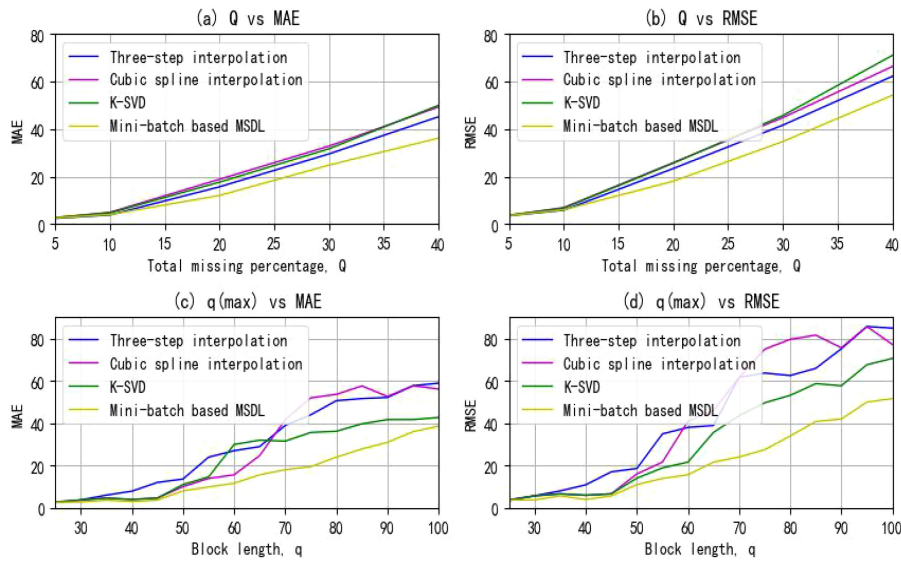 (a) Q vs MAE
80
60
40
20
0
MAE
Three-step interpolation
Cubic spline interpolation
K-SVD
Mini-batch based MSDL
5 10 15 20 25 30 35 40
Total missing percentage, Q
(b) Q vs RMSE
80
60
40
20
0
RMSE
Three-step interpolation
Cubic spline interpolation
K-SVD
Mini-batch based MSDL
5 10 15 20 25 30 35 40
Total missing percentage, Q
(c) q(max) vs MAE
80
60
40
20
0
MAE
Three-step interpolation
Cubic spline interpolation
K-SVD
Mini-batch based MSDL
30 40 50 60 70 80 90 100
Block length, q
(d) q(max) vs RMSE
80
60
40
20
0
RMSE
Three-step interpolation
Cubic spline interpolation
K-SVD
Mini-batch based MSDL
30 40 50 60 70 80 90 100
Block length, q